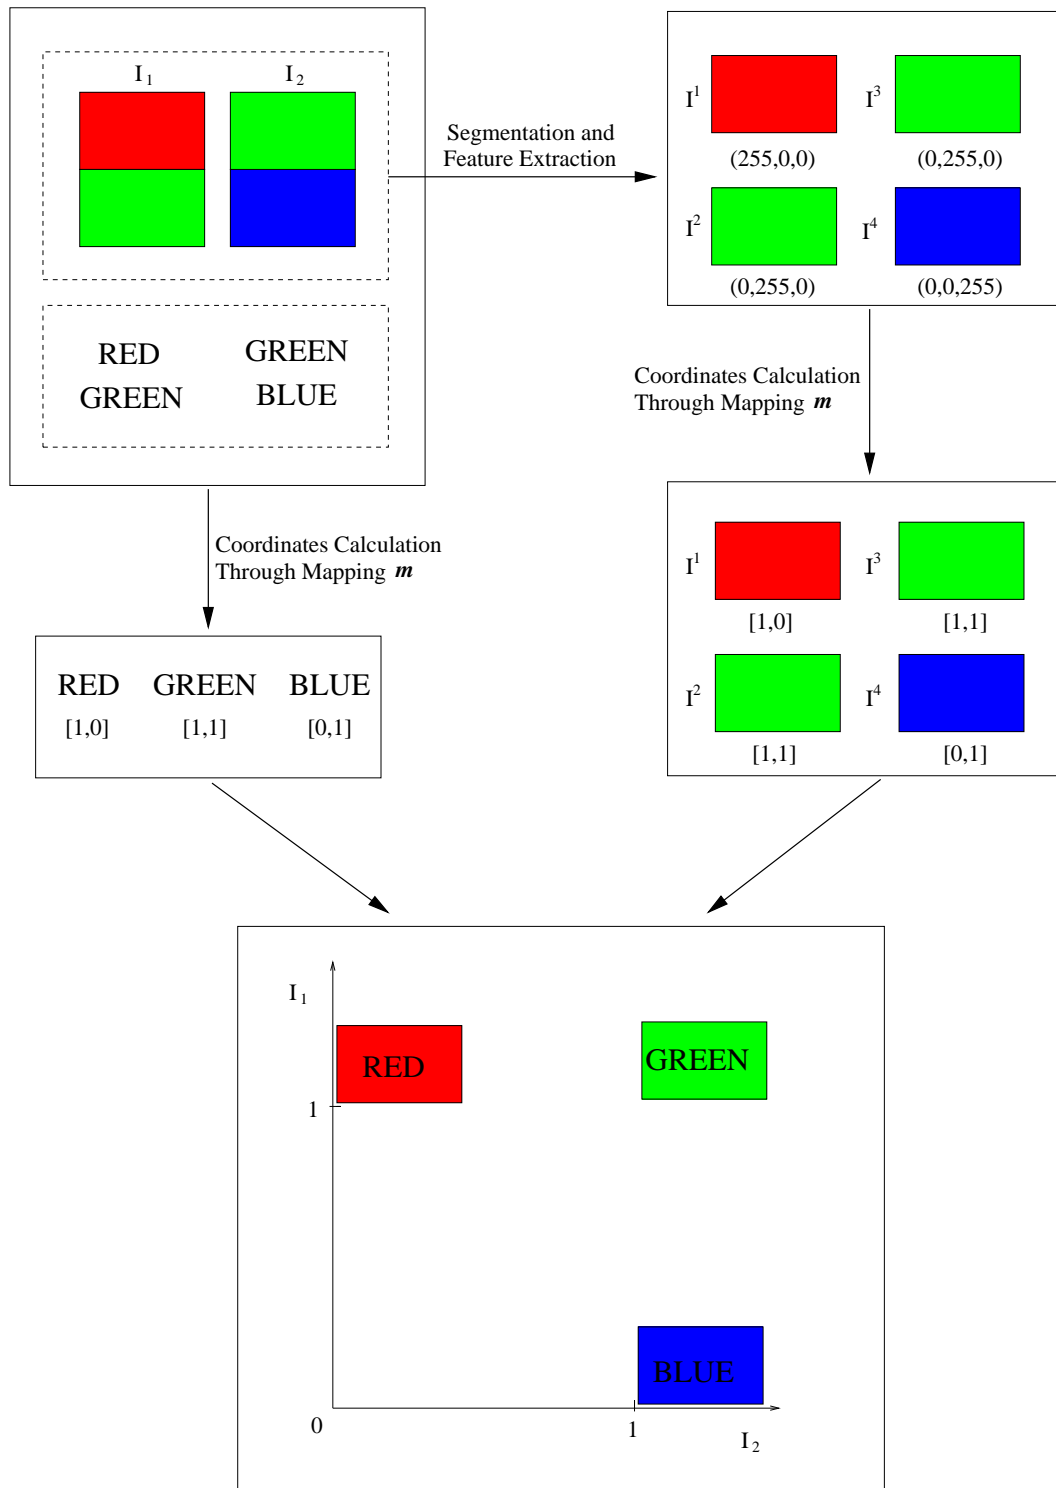 I1 I2
RED GREEN
GREEN BLUE
Segmentation and
Feature Extraction
I1 I3
(255,0,0) (0,255,0)
I2 I4
(0,255,0) (0,0,255)
Coordinates Calculation
Through Mapping m
Coordinates Calculation
Through Mapping m
I1 I3
[1,0] [1,1]
I2 I4
[1,1] [0,1]
RED GREEN BLUE
[1,0] [1,1] [0,1]
I1
RED GREEN
1
BLUE
0 1 I2